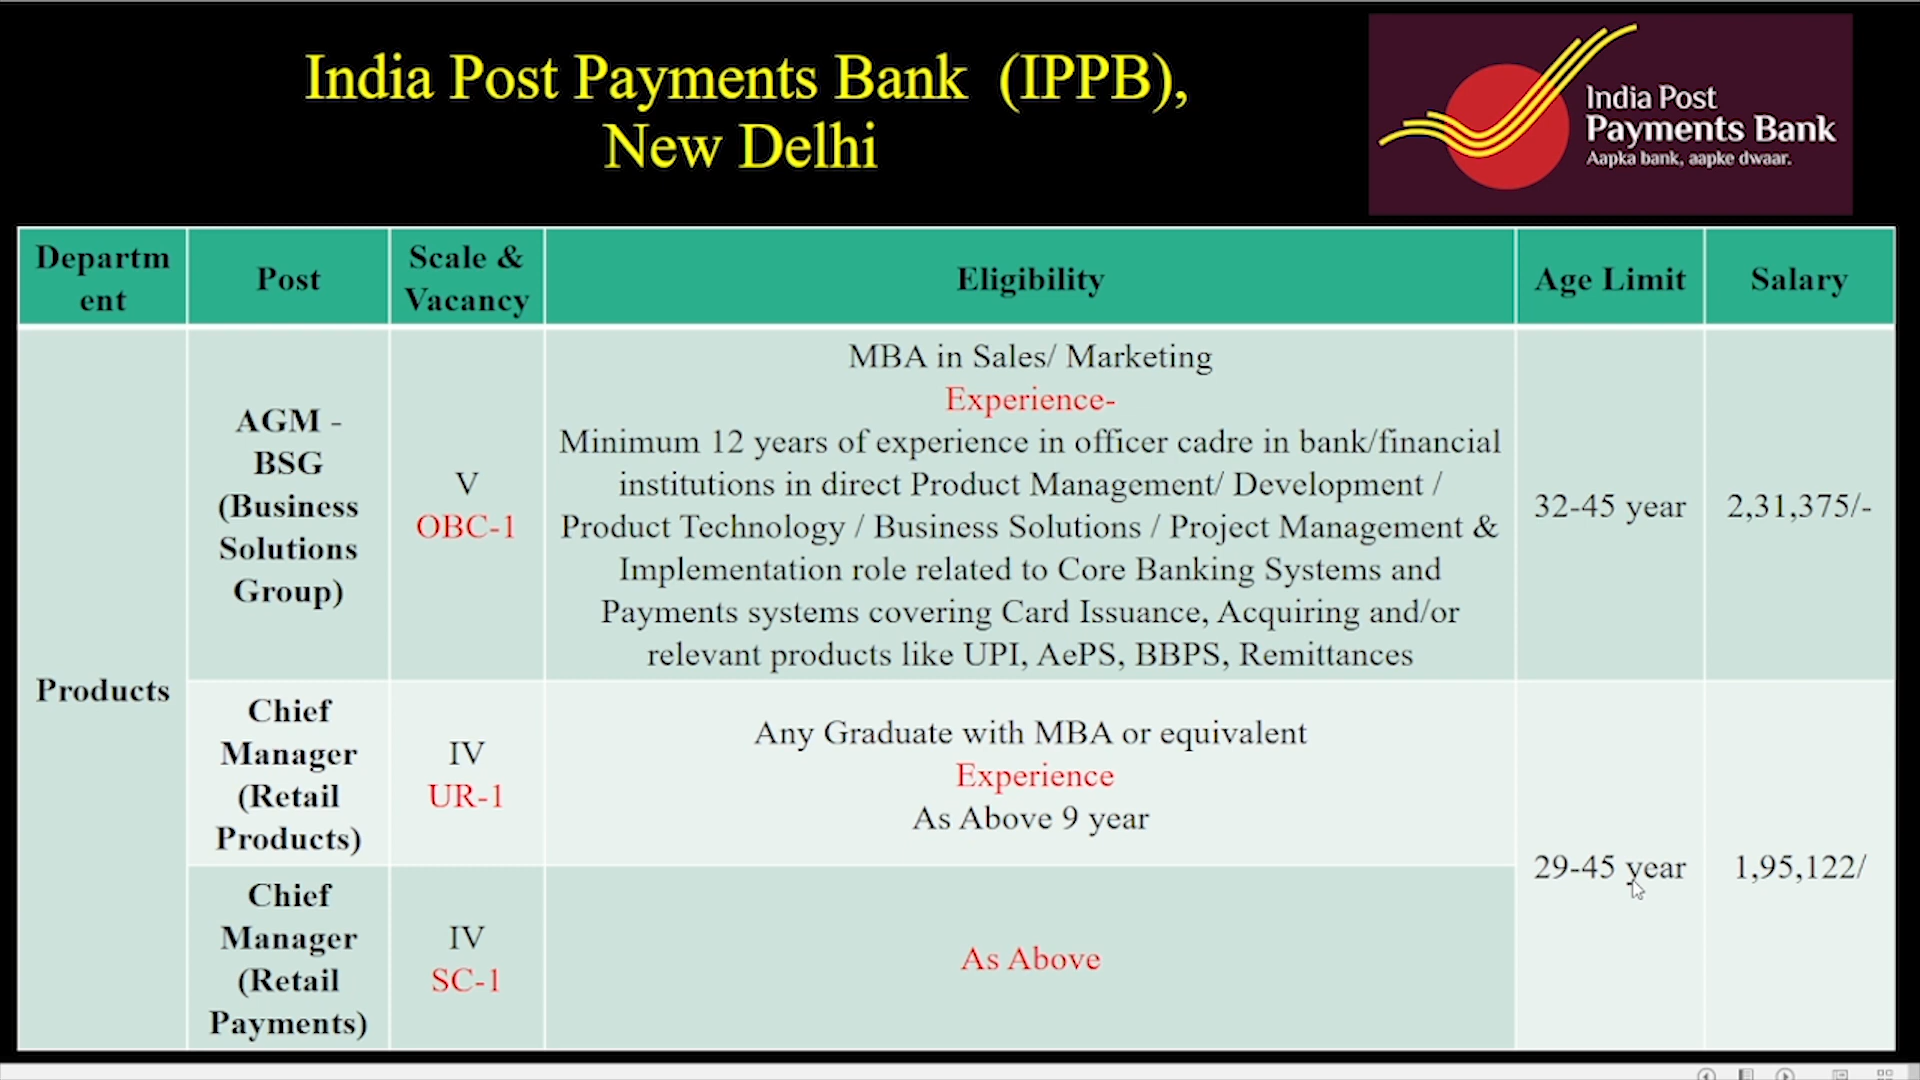 India Post Payments Bank (IPPB),
New Delhi
India Post
Payments Bank
Aapka bank, aapke dwaar.
Departm
ent
Post
Scale &
Vacancy
Eligibility
Age Limit
Salary
Products
AGM -
BSG
(Business
Solutions
Group)
V
OBC-1
MBA in Sales/ Marketing
Experience-
Minimum 12 years of experience in officer cadre in bank/financial
institutions in direct Product Management/ Development /
Product Technology / Business Solutions / Project Management &
Implementation role related to Core Banking Systems and
Payments systems covering Card Issuance, Acquiring and/or
relevant products like UPI, AePS, BBPS, Remittances
32-45 year
2,31,375/-
Chief
Manager
(Retail
Products)
IV
UR-1
Any Graduate with MBA or equivalent
Experience
As Above 9 year
29-45 year
1,95,122/
Chief
Manager
(Retail
Payments)
IV
SC-1
As Above